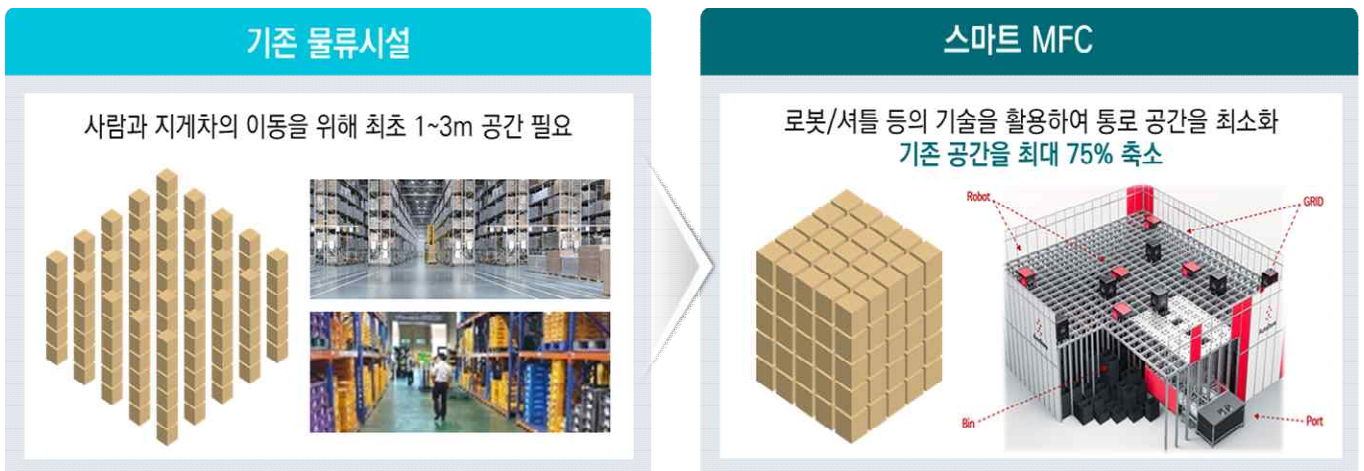 기존 물류시설
사람과 지게차의 이동을 위해 최초 1~3m 공간 필요
스마트 MFC
로봇/셔틀 등의 기술을 활용하여 통로 공간을 최소화
기존 공간을 최대 75% 축소
Robot
GRID
Bin
Port